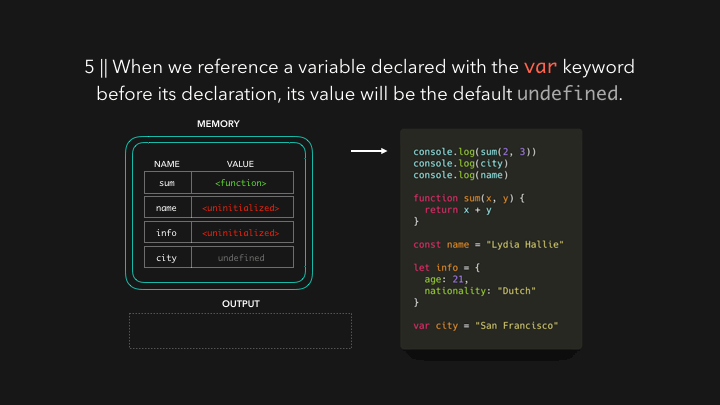 5 || When we reference a variable declared with the var keyword
before its declaration, its value will be the default undefined.
MEMORY
NAME VALUE
sum <function>
name <uninitialized>
info <uninitialized>
city undefined
OUTPUT
console.log(sum(2, 3))
console.log(city)
console.log(name)
function sum(x, y) {
return x + y
}
const name = "Lydia Hallie"
let info = {
age: 21,
nationality: "Dutch"
}
var city = "San Francisco"